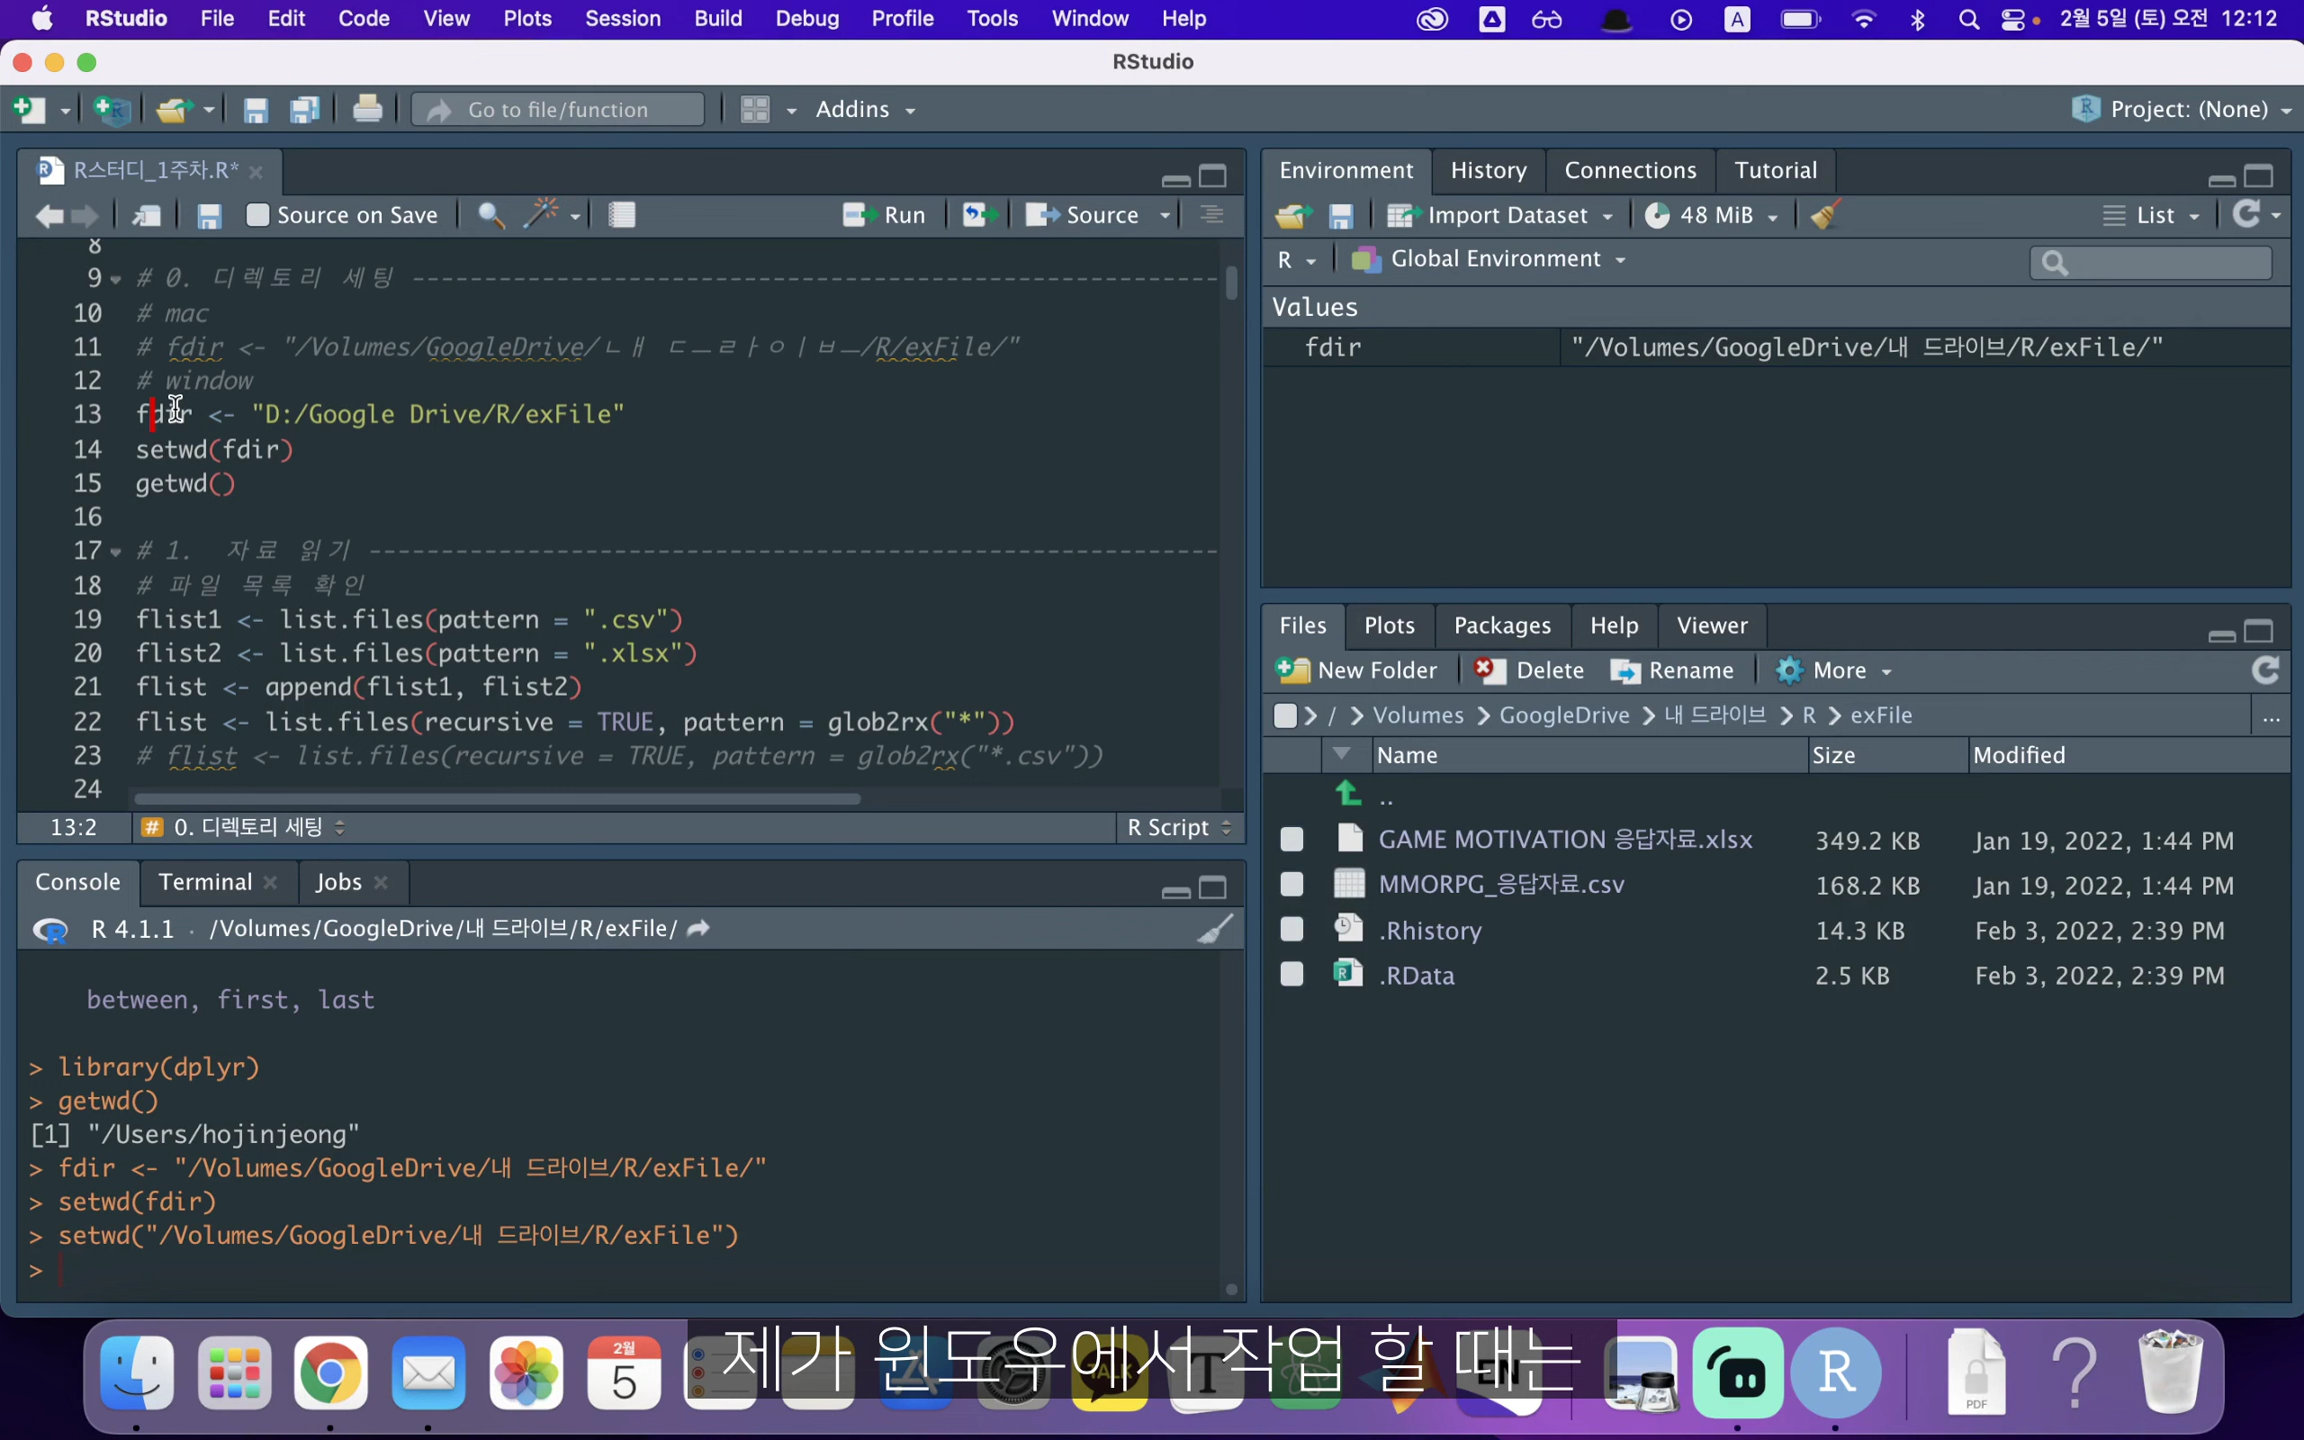 RStudio File Edit Code View Plots Session Build Debug Profile Tools Window Help A 2월 5일 (토) 오전 12:12
RStudio
Go to file/function Addins Project: (None)
R스터디_1주차.R*
Source on Save Run Source
8
9 # 0. 디렉토리 세팅 --------------------------------------------------------
10 # mac
11 # fdir <- "/Volumes/GoogleDrive/ㄴㅐ ㄷㅡㄹㅏㅇㅣㅂㅡ/R/exFile/"
12 # window
13 fdir <- "D:/Google Drive/R/exFile"
14 setwd(fdir)
15 getwd()
16
17 # 1. 자료 읽기 -----------------------------------------------------------
18 # 파일 목록 확인
19 flist1 <- list.files(pattern = ".csv")
20 flist2 <- list.files(pattern = ".xlsx")
21 flist <- append(flist1, flist2)
22 flist <- list.files(recursive = TRUE, pattern = glob2rx("*"))
23 # flist <- list.files(recursive = TRUE, pattern = glob2rx("*.csv"))
24
13:2 # 0. 디렉토리 세팅 R Script
Console Terminal Jobs
R 4.1.1 · /Volumes/GoogleDrive/내 드라이브/R/exFile/
between, first, last
> library(dplyr)
> getwd()
[1] "/Users/hojinjeong"
> fdir <- "/Volumes/GoogleDrive/내 드라이브/R/exFile/"
> setwd(fdir)
> setwd("/Volumes/GoogleDrive/내 드라이브/R/exFile")
>
Environment History Connections Tutorial
Import Dataset 48 MiB List
R Global Environment
Values
fdir "/Volumes/GoogleDrive/내 드라이브/R/exFile/"
Files Plots Packages Help Viewer
New Folder Delete Rename More
/ Volumes GoogleDrive 내 드라이브 R exFile ...
Name Size Modified
..
GAME MOTIVATION 응답자료.xlsx 349.2 KB Jan 19, 2022, 1:44 PM
MMORPG_응답자료.csv 168.2 KB Jan 19, 2022, 1:44 PM
.Rhistory 14.3 KB Feb 3, 2022, 2:39 PM
.RData 2.5 KB Feb 3, 2022, 2:39 PM
제가 윈도우에서 작업 할 때는
2월
5
TALK
T
EN
R
PDF
?